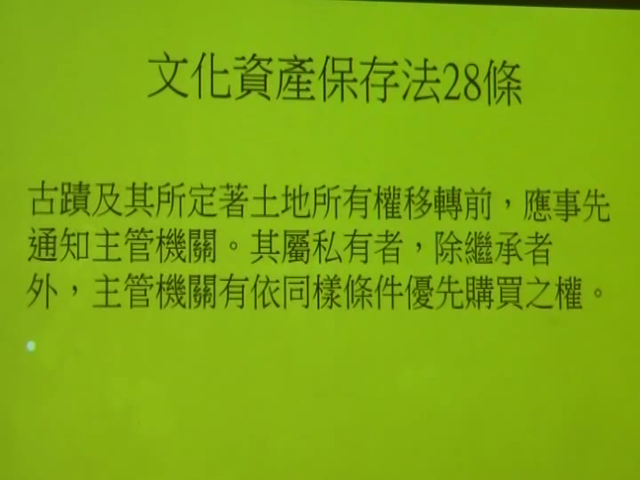 文化資產保存法28條
古蹟及其所定著土地所有權移轉前，應事先
通知主管機關。其屬私有者，除繼承者
外，主管機關有依同樣條件優先購買之權。